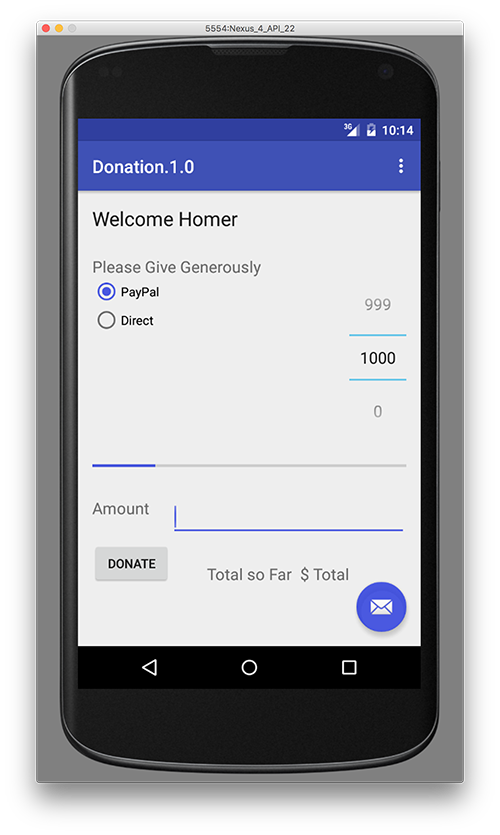 5554:Nexus_4_API_22
3G 10:14
Donation.1.0
Welcome Homer
Please Give Generously
PayPal
Direct
999
1000
0
Amount
DONATE
Total so Far $ Total